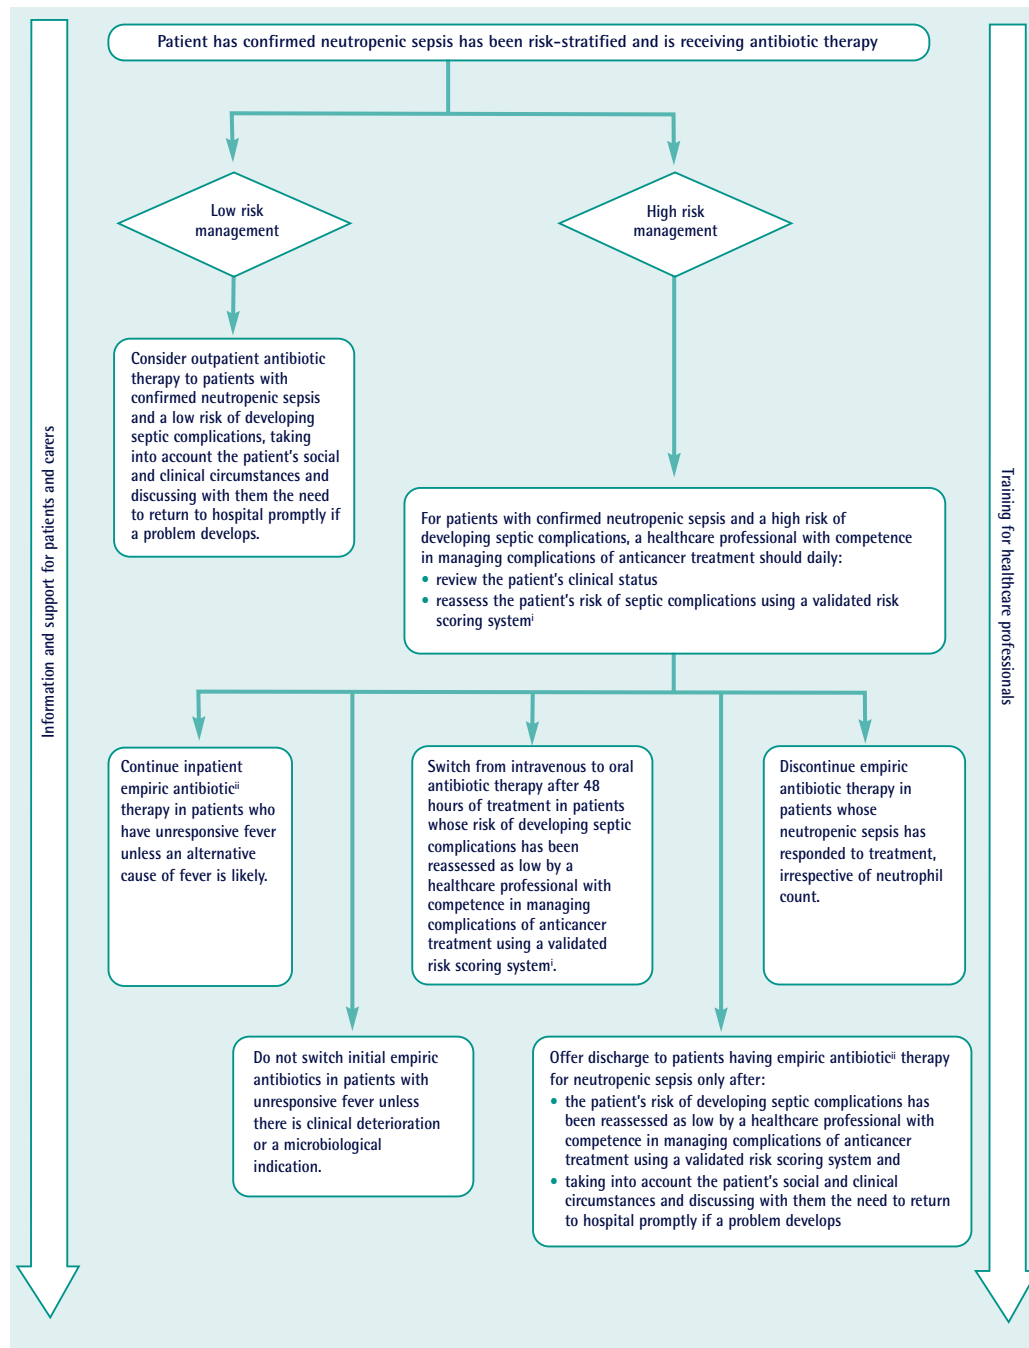 Patient has confirmed neutropenic sepsis has been risk-stratified and is receiving antibiotic therapy
Low risk
management
High risk
management
Consider outpatient antibiotic
therapy to patients with
confirmed neutropenic sepsis
and a low risk of developing
septic complications, taking
into account the patient's social
and clinical circumstances and
discussing with them the need
to return to hospital promptly if
a problem develops.
For patients with confirmed neutropenic sepsis and a high risk of
developing septic complications, a healthcare professional with competence
in managing complications of anticancer treatment should daily:
• review the patient's clinical status
• reassess the patient's risk of septic complications using a validated risk
scoring systemⁱ
Continue inpatient
empiric antibioticⁱⁱ
therapy in patients who
have unresponsive fever
unless an alternative
cause of fever is likely.
Switch from intravenous to oral
antibiotic therapy after 48
hours of treatment in patients
whose risk of developing septic
complications has been
reassessed as low by a
healthcare professional with
competence in managing
complications of anticancer
treatment using a validated
risk scoring systemⁱ.
Discontinue empiric
antibiotic therapy in
patients whose
neutropenic sepsis has
responded to treatment,
irrespective of neutrophil
count.
Do not switch initial empiric
antibiotics in patients with
unresponsive fever unless
there is clinical deterioration
or a microbiological
indication.
Offer discharge to patients having empiric antibioticⁱⁱ therapy
for neutropenic sepsis only after:
• the patient's risk of developing septic complications has
been reassessed as low by a healthcare professional with
competence in managing complications of anticancer
treatment using a validated risk scoring system and
• taking into account the patient's social and clinical
circumstances and discussing with them the need to return
to hospital promptly if a problem develops
Information and support for patients and carers
Training for healthcare professionals